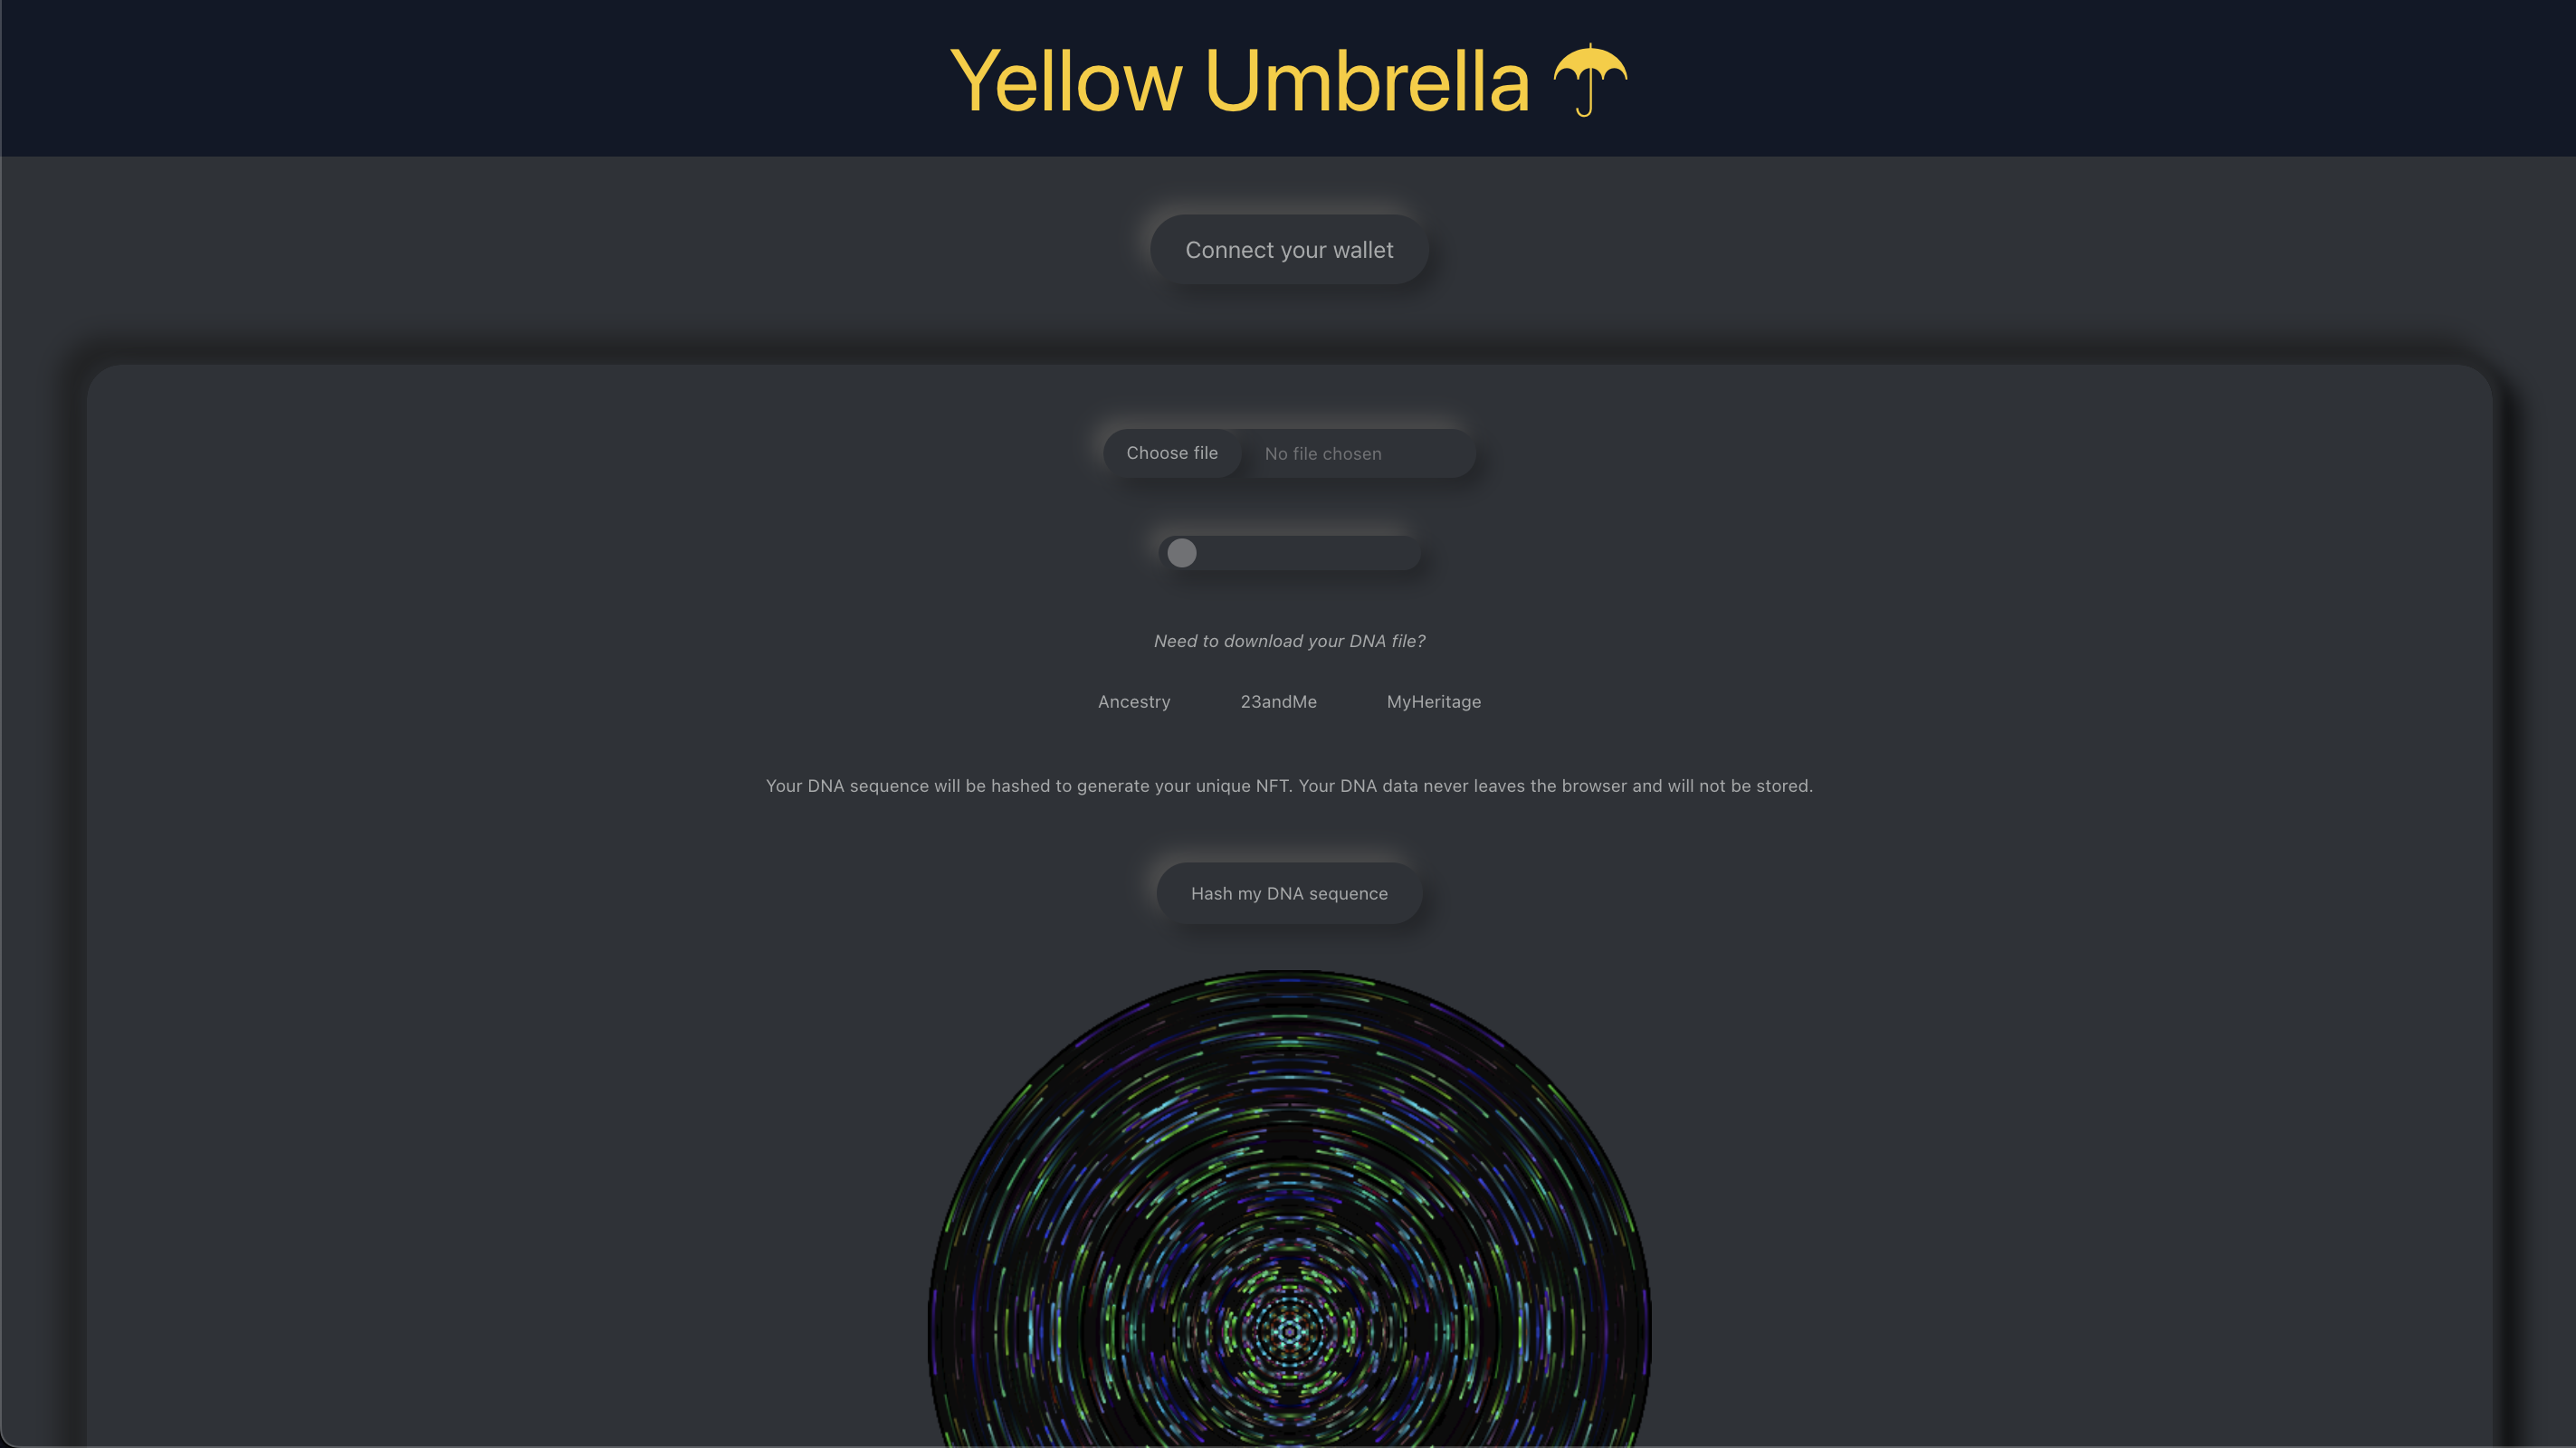 Yellow Umbrella
Connect your wallet
Choose file No file chosen
Need to download your DNA file?
Ancestry 23andMe MyHeritage
Your DNA sequence will be hashed to generate your unique NFT. Your DNA data never leaves the browser and will not be stored.
Hash my DNA sequence